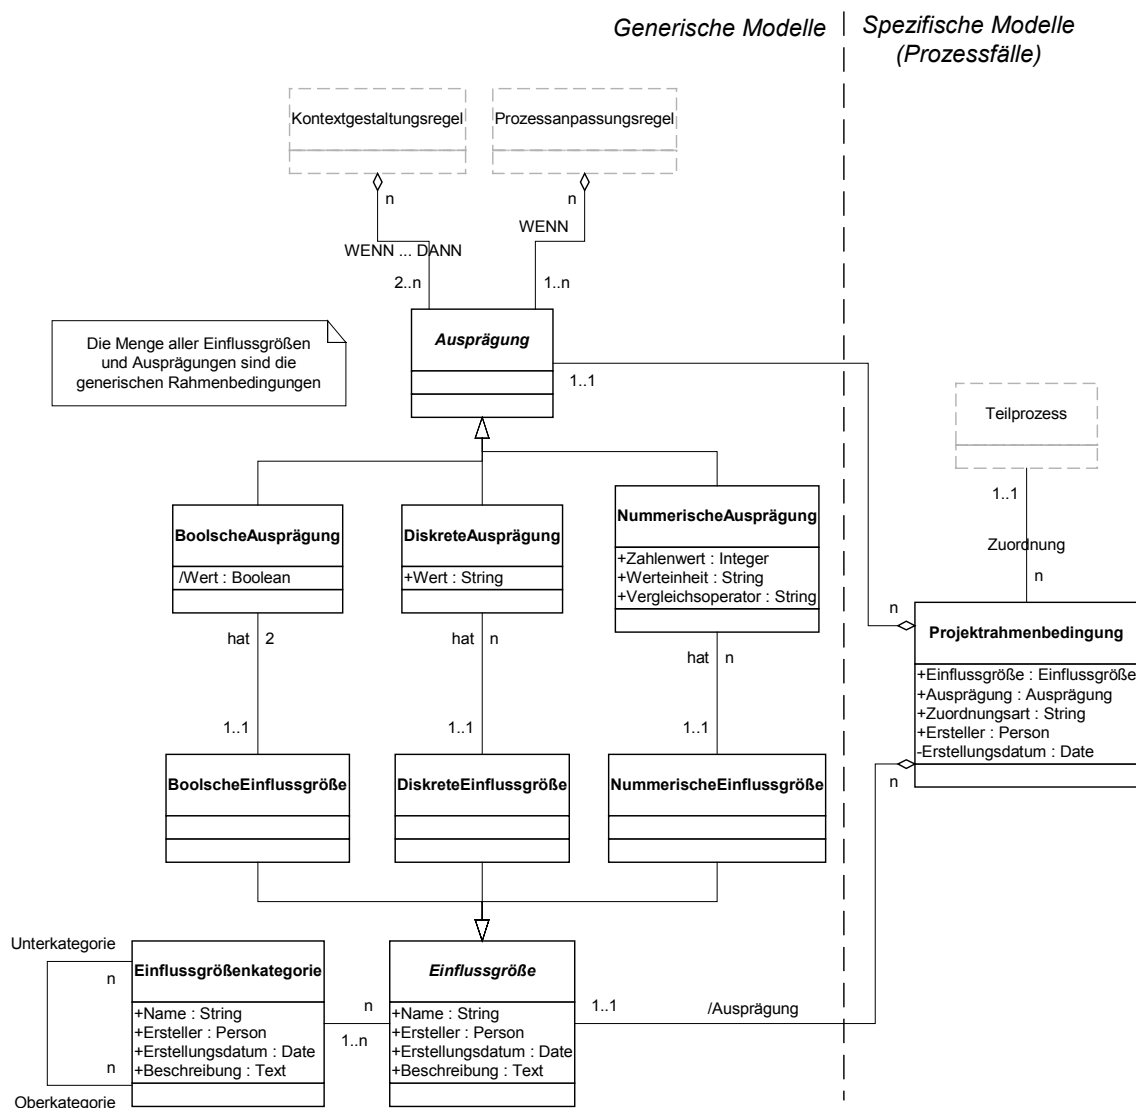 Generische Modelle
Spezifische Modelle
(Prozessfälle)
Kontextgestaltungsregel
Prozessanpassungsregel
n
n
WENN
WENN ... DANN
2..n
1..n
Die Menge aller Einflussgrößen
und Ausprägungen sind die
generischen Rahmenbedingungen
Ausprägung
1..1
Teilprozess
1..1
Zuordnung
n
BoolscheAusprägung
/Wert : Boolean
DiskreteAusprägung
+Wert : String
NummerischeAusprägung
+Zahlenwert : Integer
+Werteinheit : String
+Vergleichsoperator : String
n
Projektrahmenbedingung
+Einflussgröße : Einflussgröße
+Ausprägung : Ausprägung
+Zuordnungsart : String
+Ersteller : Person
-Erstellungsdatum : Date
n
hat 2
hat n
hat n
1..1
1..1
1..1
BoolscheEinflussgröße
DiskreteEinflussgröße
NummerischeEinflussgröße
Unterkategorie
n
n
Oberkategorie
Einflussgrößenkategorie
+Name : String
+Ersteller : Person
+Erstellungsdatum : Date
+Beschreibung : Text
n
1..n
Einflussgröße
+Name : String
+Ersteller : Person
+Erstellungsdatum : Date
+Beschreibung : Text
1..1
/Ausprägung